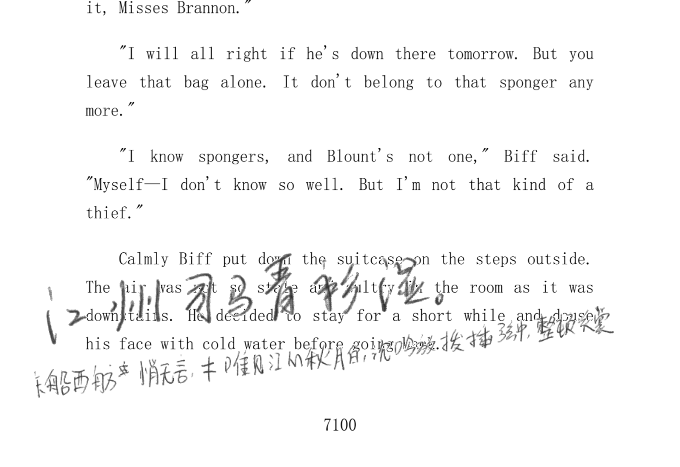 it, Misses Brannon."
"I will all right if he's down there tomorrow. But you
leave that bag alone. It don't belong to that sponger any
more."
"I know spongers, and Blount's not one," Biff said.
"Myself—I don't know so well. But I'm not that kind of a
thief."
Calmly Biff put down the suitcase on the steps outside.
The air was not so stale and sultry in the room as it was
downstairs. He decided to stay for a short while and douse
his face with cold water before going home.
江州司马青衫湿。
船西舫悄无言,唯见江心秋月白,沉吟放拨插弦中,整顿衣裳
7100